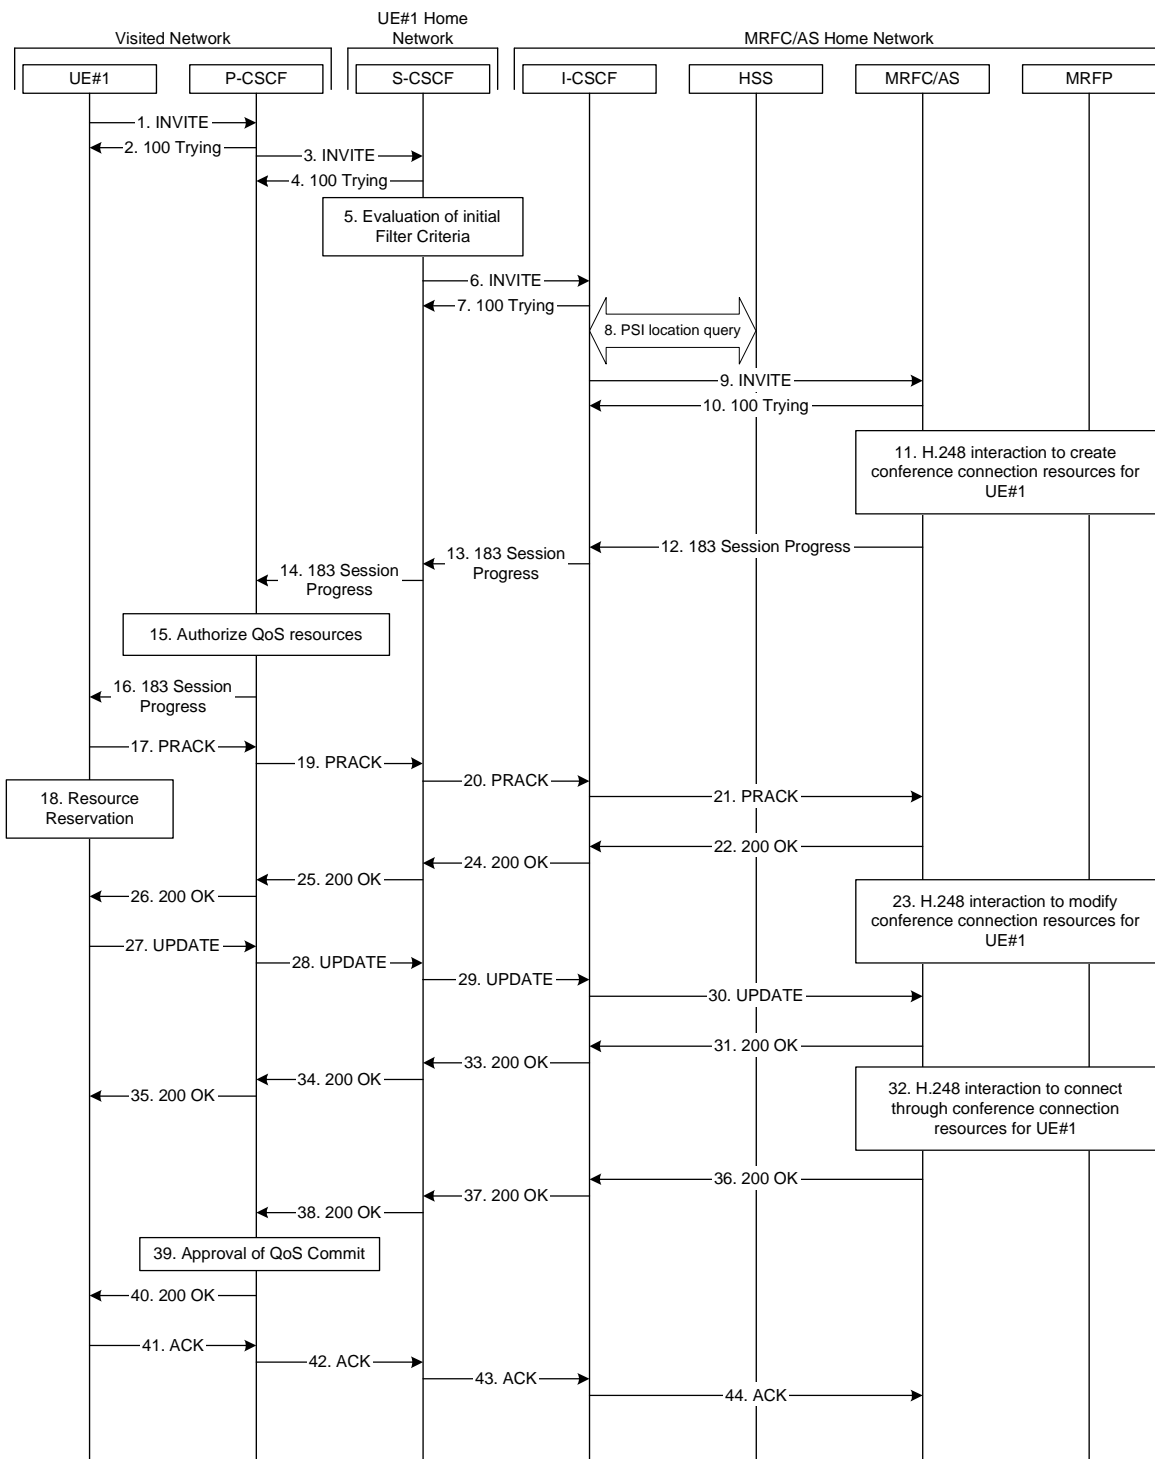 UE#1 Home
Network
Visited Network
MRFC/AS Home Network
UE#1
P-CSCF
S-CSCF
I-CSCF
HSS
MRFC/AS
MRFP
1. INVITE
2. 100 Trying
3. INVITE
4. 100 Trying
5. Evaluation of initial
Filter Criteria
6. INVITE
7. 100 Trying
8. PSI location query
9. INVITE
10. 100 Trying
11. H.248 interaction to create
conference connection resources for
UE#1
12. 183 Session Progress
13. 183 Session
Progress
14. 183 Session
Progress
15. Authorize QoS resources
16. 183 Session
Progress
17. PRACK
19. PRACK
20. PRACK
18. Resource
Reservation
21. PRACK
22. 200 OK
24. 200 OK
25. 200 OK
26. 200 OK
23. H.248 interaction to modify
conference connection resources for
UE#1
27. UPDATE
28. UPDATE
29. UPDATE
30. UPDATE
31. 200 OK
33. 200 OK
34. 200 OK
35. 200 OK
32. H.248 interaction to connect
through conference connection
resources for UE#1
36. 200 OK
37. 200 OK
38. 200 OK
39. Approval of QoS Commit
40. 200 OK
41. ACK
42. ACK
43. ACK
44. ACK